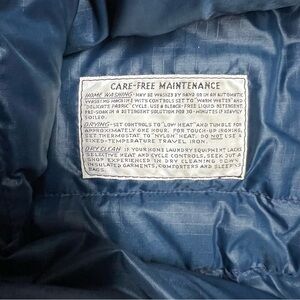 CARE-FREE MAINTENANCE
HOME WASHING-MAY BE WASHED BY HAND OR IN AN AUTOMATIC
WASHING MACHINE WITH CONTROLS SET TO "WARM WATER" AND
"DELICATE FABRIC" CYCLE. USE A BLEACH-FREE LIQUID DETERGENT.
PRE-SOAK IN A DETERGENT SOLUTION FOR 30-MINUTES IF HEAVILY
SOILED.
DRYING-SET CONTROLS TO "LOW HEAT" AND TUMBLE FOR
APPROXIMATELY ONE HOUR. FOR TOUCH-UP IRONING,
SET THERMOSTAT TO "NYLON" HEAT. DO NOT USE A
FIXED-TEMPERATURE TRAVEL IRON.
DRY CLEAN-IF YOUR HOME LAUNDRY EQUIPMENT LACKS
SELECTIVE HEAT AND CYCLE CONTROLS, SEEK OUT A
SHOP EXPERIENCED IN DRY CLEANING DOWN
INSULATED GARMENTS, COMFORTERS AND SLEEPING
BAGS.